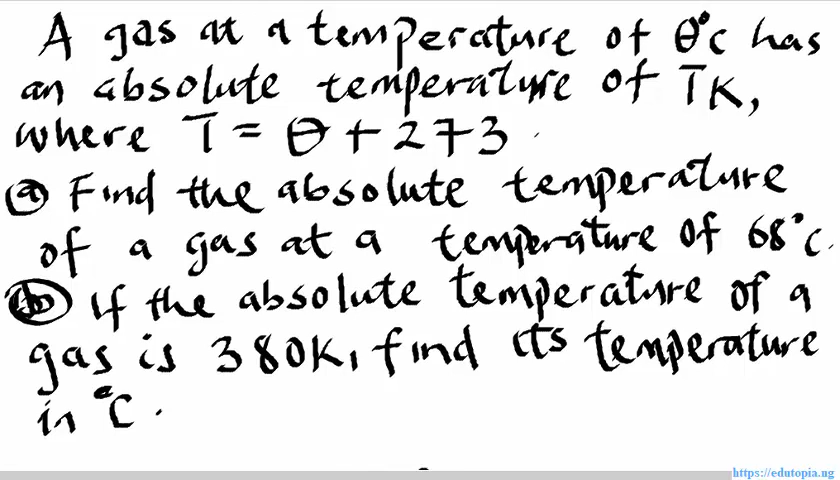 A gas at a temperature of θ°C has
an absolute temperature of TK,
where T = θ + 273.
(a) Find the absolute temperature
of a gas at a temperature of 68°C.
(b) If the absolute temperature of a
gas is 380K, find its temperature
in °C.
https://edutopia.ng